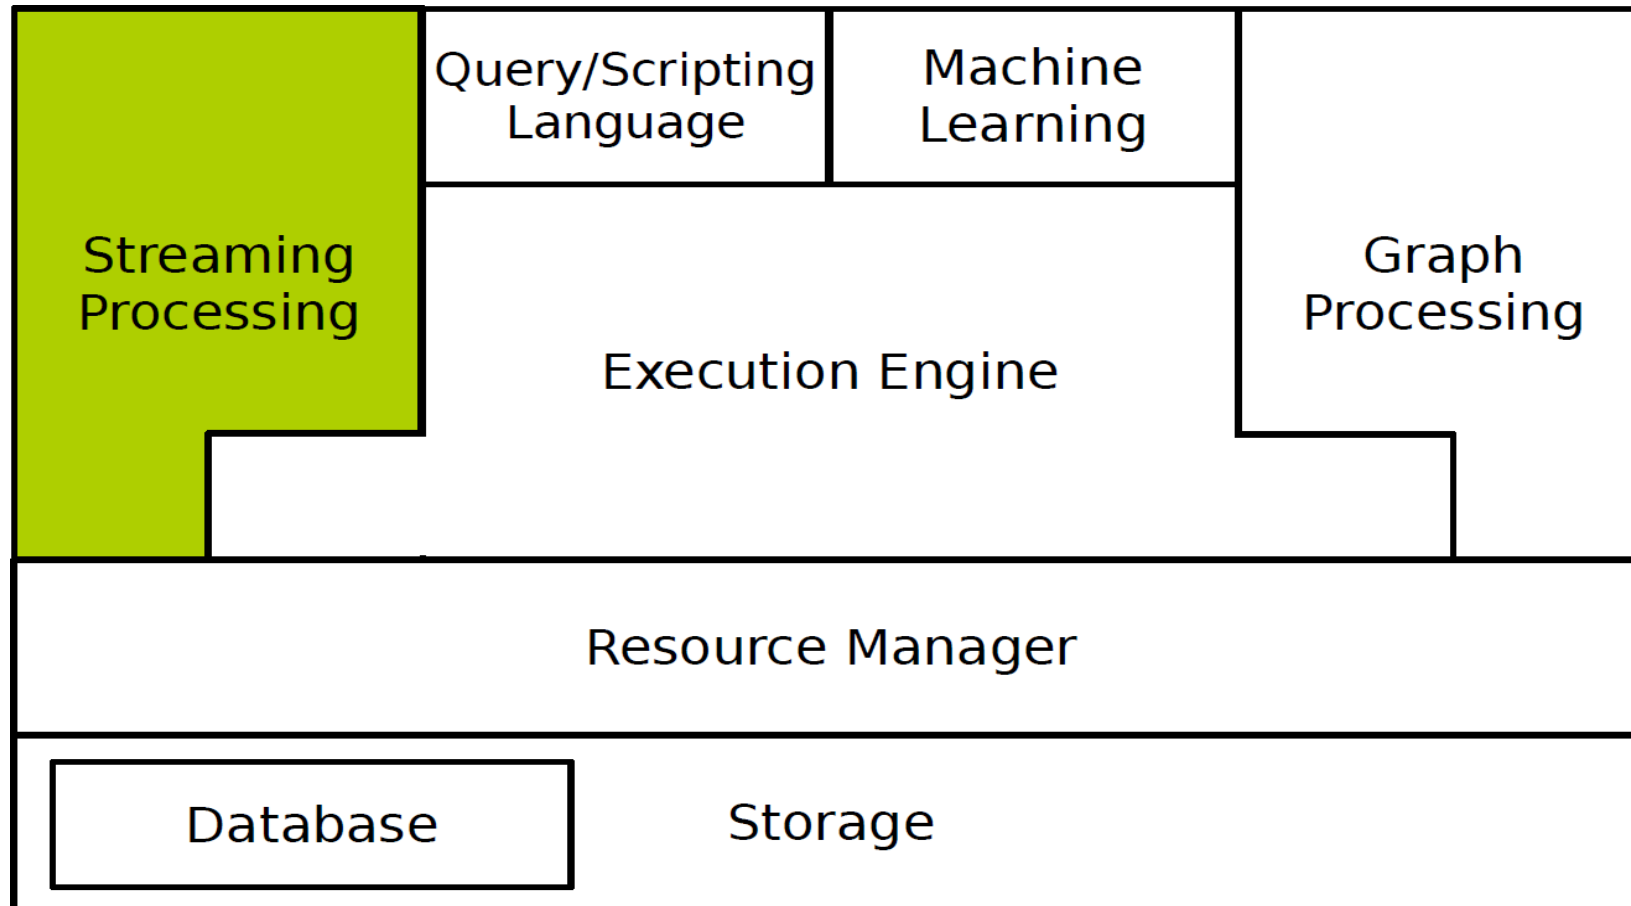 Query/Scripting
Language
Machine
Learning
Streaming
Processing
Graph
Processing
Execution Engine
Resource Manager
Database
Storage